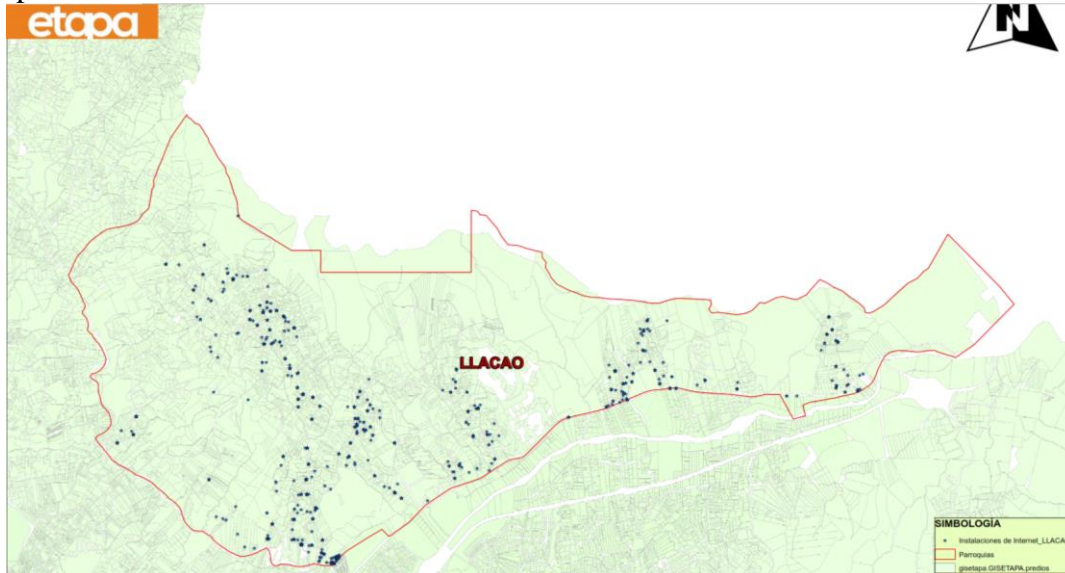 etapa
N
LLACAO
SIMBOLOGÍA
Instalaciones de Internet_LLACA
Parroquias
gisetapa.GISETAPA.predios